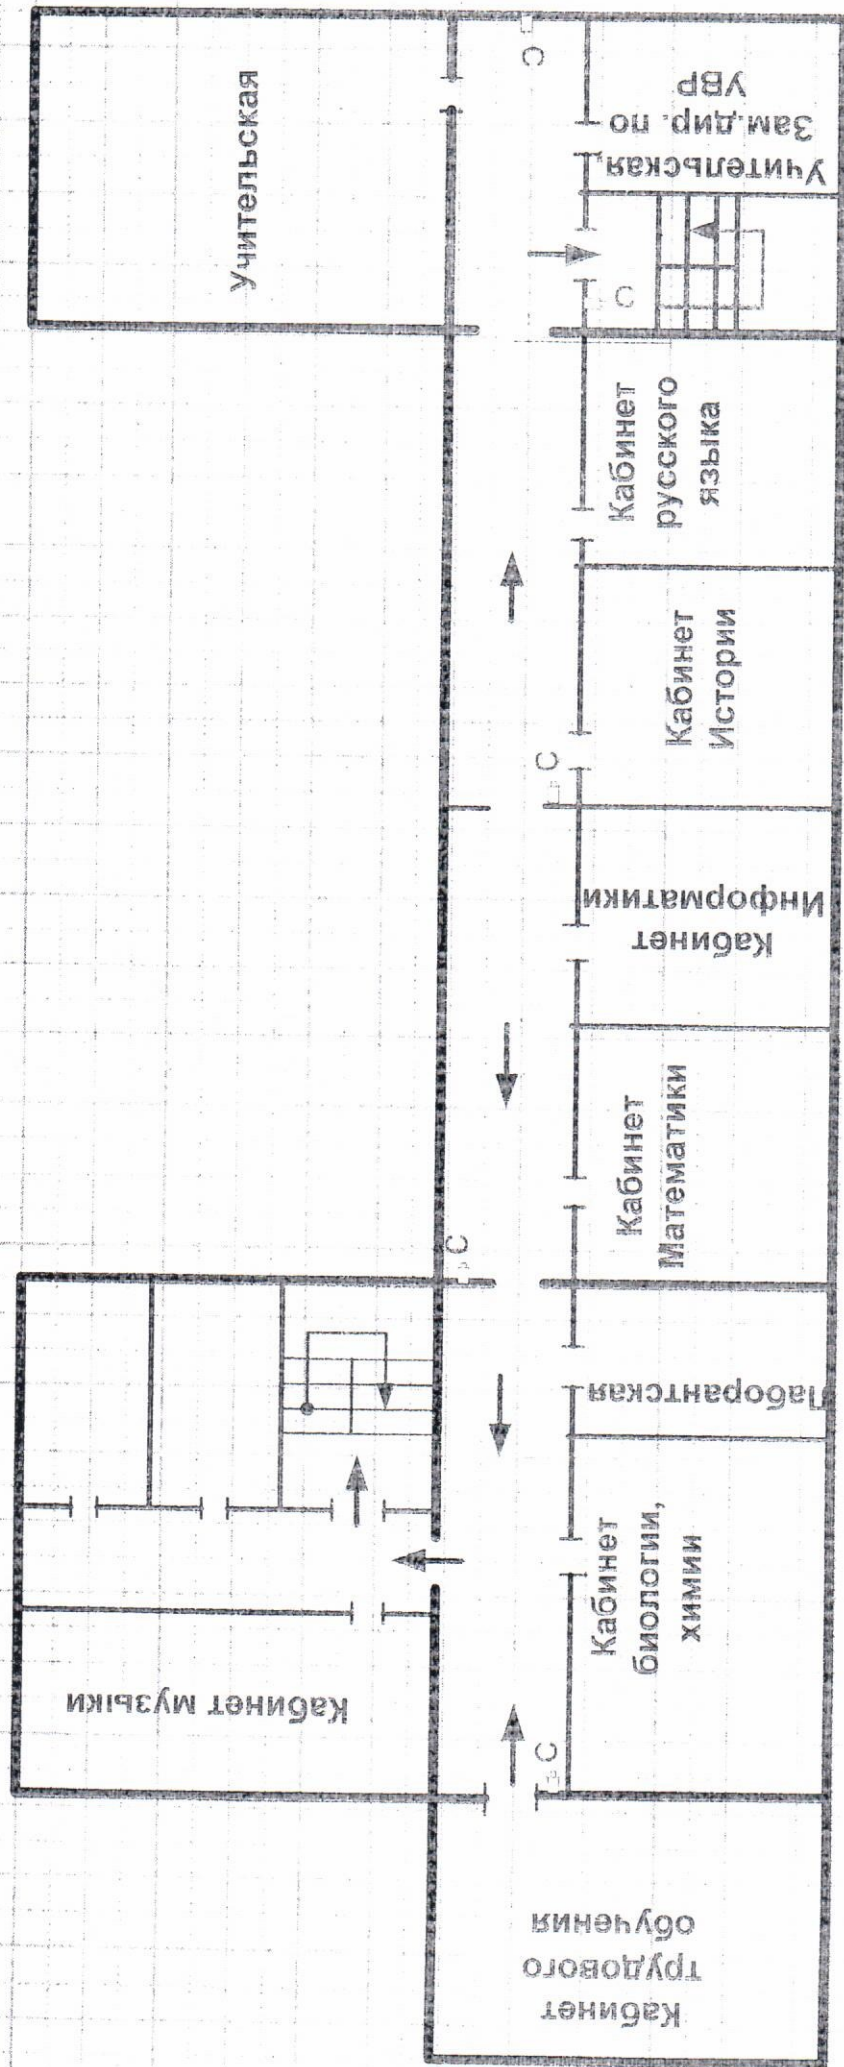 Учительская
С
Учительская,
Зам.дир. по
УВР
С
Кабинет
русского
языка
Кабинет
Истории
С
Кабинет
Информатики
Кабинет
Математики
С
Лаборантская
Кабинет
биологии,
химии
Кабинет музыки
С
Кабинет
трудового
обучения